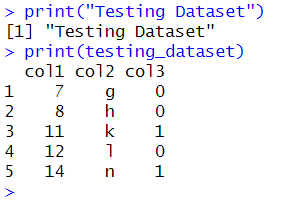 > print("Testing Dataset")
[1] "Testing Dataset"
> print(testing_dataset)
  col1 col2 col3
1    7    g    0
2    8    h    0
3   11    k    1
4   12    l    0
5   14    n    1
>